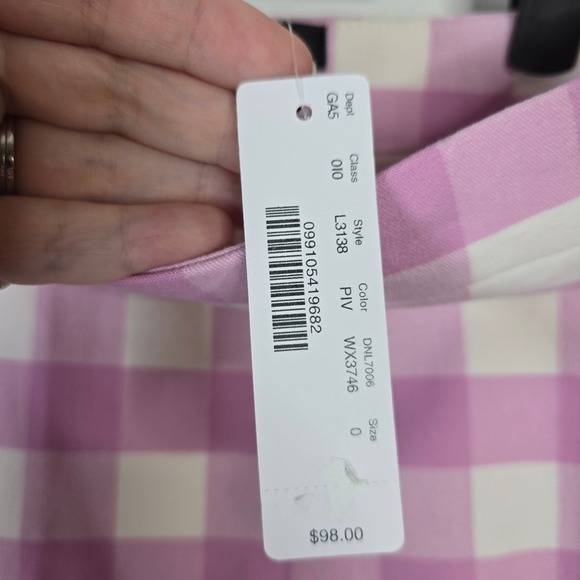 Dept Class Style Color DNL7006 Size
GA5 010 L3138 PIV WX3746 0
099105419682
$98.00